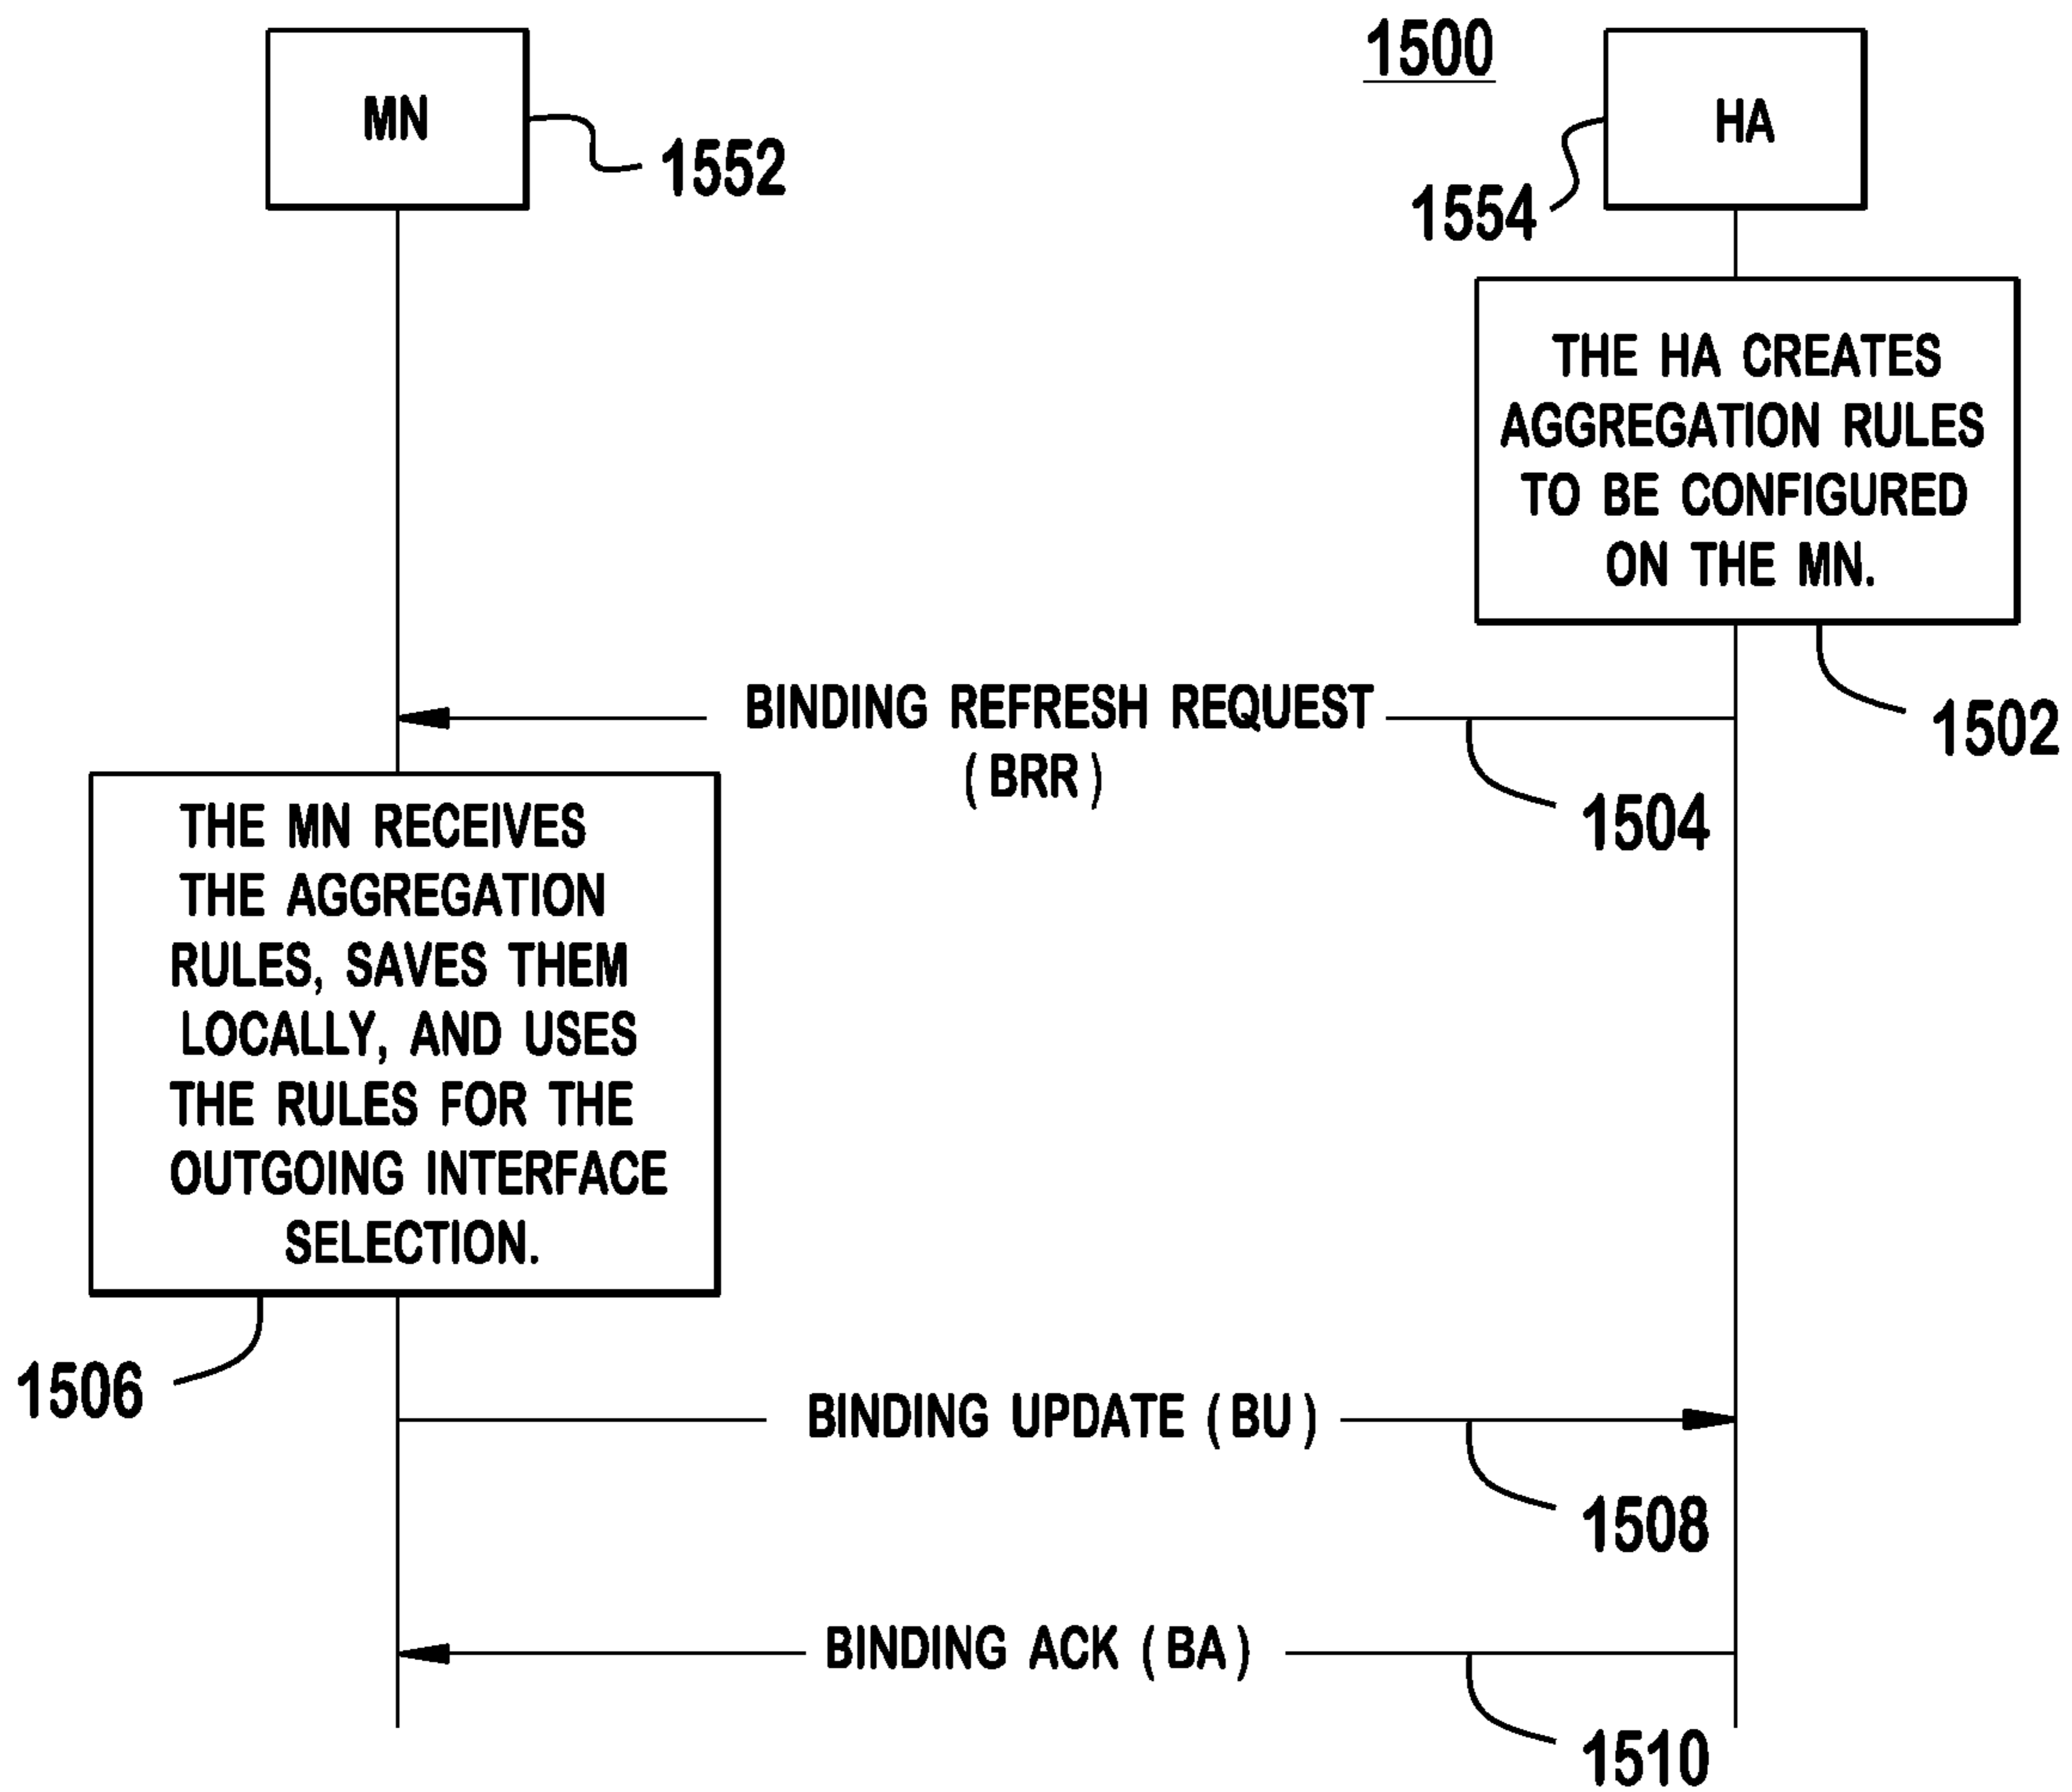 1500
MN
HA
1552
1554
THE HA CREATES
AGGREGATION RULES
TO BE CONFIGURED
ON THE MN.
1502
BINDING REFRESH REQUEST
(BRR)
1504
THE MN RECEIVES
THE AGGREGATION
RULES, SAVES THEM
LOCALLY, AND USES
THE RULES FOR THE
OUTGOING INTERFACE
SELECTION.
1506
BINDING UPDATE (BU)
1508
BINDING ACK (BA)
1510